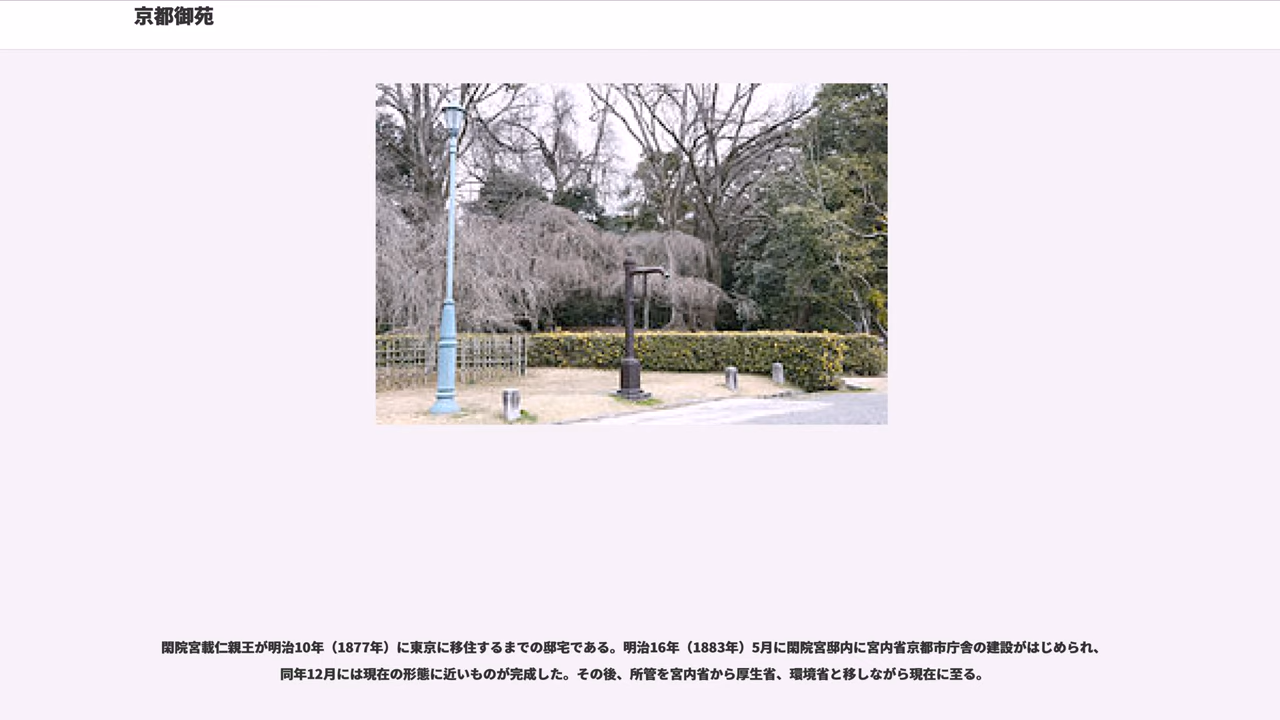 京都御苑
閑院宮載仁親王が明治10年（1877年）に東京に移住するまでの邸宅である。明治16年（1883年）5月に閑院宮邸内に宮内省京都市庁舎の建設がはじめられ、
同年12月には現在の形態に近いものが完成した。その後、所管を宮内省から厚生省、環境省と移しながら現在に至る。